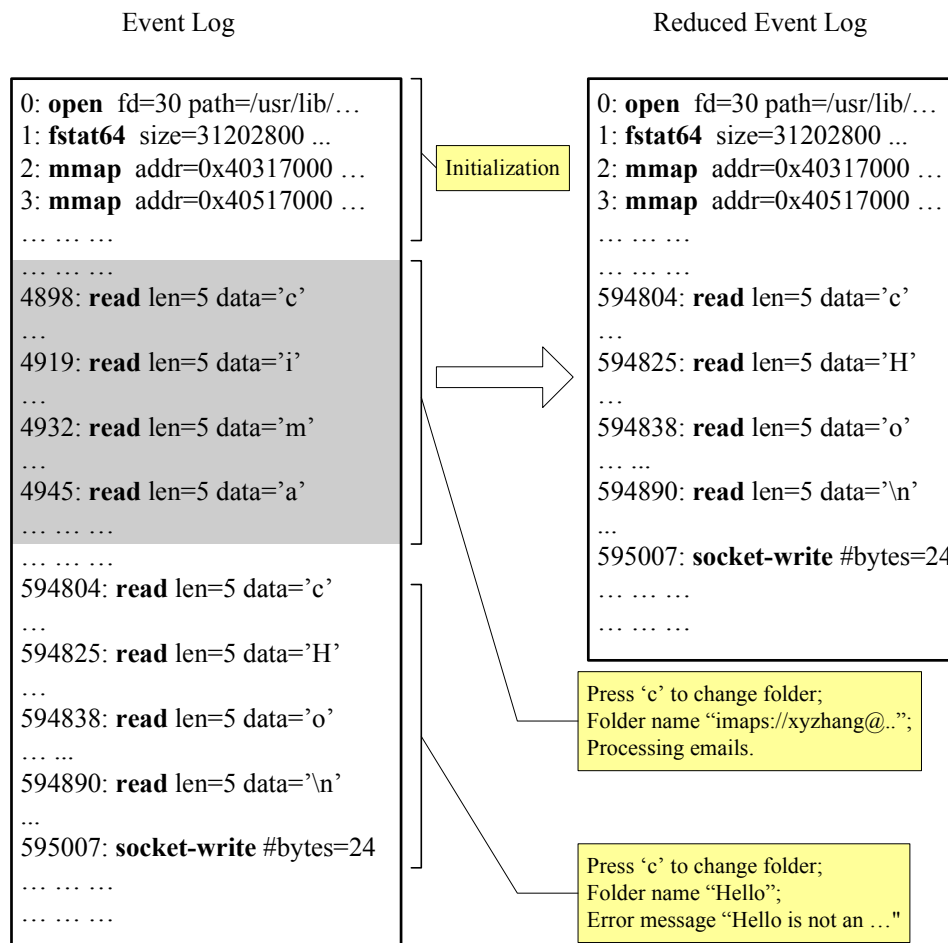 Event Log
Reduced Event Log
0: open fd=30 path=/usr/lib/…
1: fstat64 size=31202800 ...
2: mmap addr=0x40317000 …
3: mmap addr=0x40517000 …
… … …
… … …
4898: read len=5 data=’c’
…
4919: read len=5 data=’i’
…
4932: read len=5 data=’m’
…
4945: read len=5 data=’a’
… … …
… … …
594804: read len=5 data=’c’
…
594825: read len=5 data=’H’
…
594838: read len=5 data=’o’
… ...
594890: read len=5 data=’\n’
...
595007: socket-write #bytes=24
… … …
… … …
Initialization
0: open fd=30 path=/usr/lib/…
1: fstat64 size=31202800 ...
2: mmap addr=0x40317000 …
3: mmap addr=0x40517000 …
… … …
… … …
594804: read len=5 data=’c’
…
594825: read len=5 data=’H’
…
594838: read len=5 data=’o’
… ...
594890: read len=5 data=’\n’
...
595007: socket-write #bytes=24
… … …
… … …
Press ‘c’ to change folder;
Folder name “imaps://xyzhang@..”;
Processing emails.
Press ‘c’ to change folder;
Folder name “Hello”;
Error message “Hello is not an …"